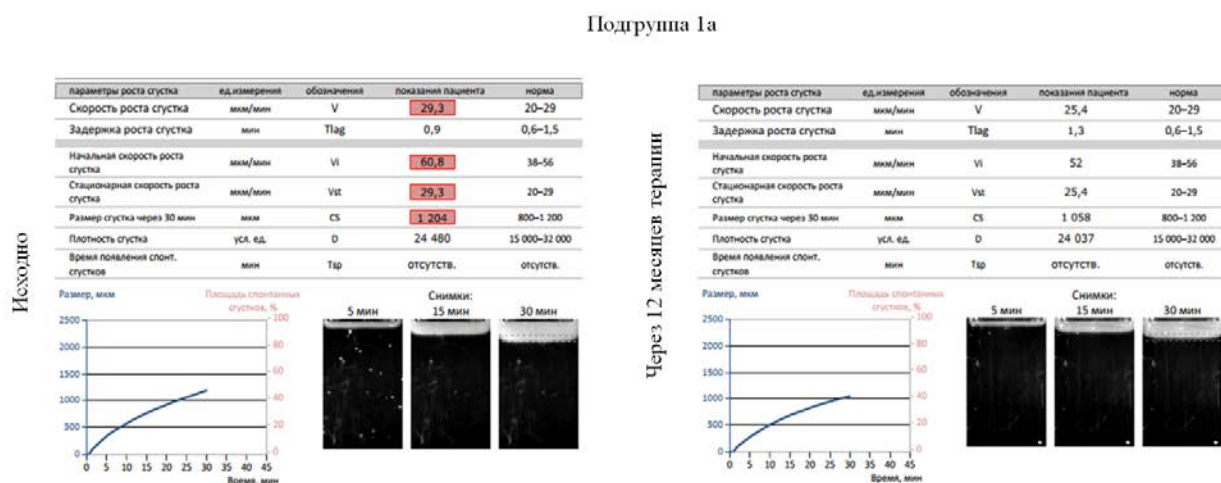 Подгруппа 1а
Исходно
параметры роста сгустка ед.измерения обозначения показания пациента норма
Скорость роста сгустка мкм/мин V 29,3 20–29
Задержка роста сгустка мин Tlag 0,9 0,6–1,5
Начальная скорость роста
сгустка мкм/мин Vi 60,8 38–56
Стационарная скорость роста
сгустка мкм/мин Vst 29,3 20–29
Размер сгустка через 30 мин мкм CS 1 204 800–1 200
Плотность сгустка усл. ед. D 24 480 15 000–32 000
Время появления спонт.
сгустков мин Tsp отсутств. отсутств.
Размер, мкм
Площадь спонтанных
сгустков, %
2500
2000
1500
1000
500
0
100
80
60
40
20
0
0 5 10 15 20 25 30 35 40 45
Время, мин
Снимки:
5 мин 15 мин 30 мин
Через 12 месяцев терапии
параметры роста сгустка ед.измерения обозначения показания пациента норма
Скорость роста сгустка мкм/мин V 25,4 20–29
Задержка роста сгустка мин Tlag 1,3 0,6–1,5
Начальная скорость роста
сгустка мкм/мин Vi 52 38–56
Стационарная скорость роста
сгустка мкм/мин Vst 25,4 20–29
Размер сгустка через 30 мин мкм CS 1 058 800–1 200
Плотность сгустка усл. ед. D 24 037 15 000–32 000
Время появления спонт.
сгустков мин Tsp отсутств. отсутств.
Размер, мкм
Площадь спонтанных
сгустков, %
2500
2000
1500
1000
500
0
100
80
60
40
20
0
0 5 10 15 20 25 30 35 40 45
Время, мин
Снимки:
5 мин 15 мин 30 мин